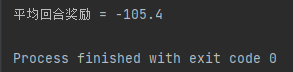 平均回合奖励 = -105.4
Process finished with exit code 0